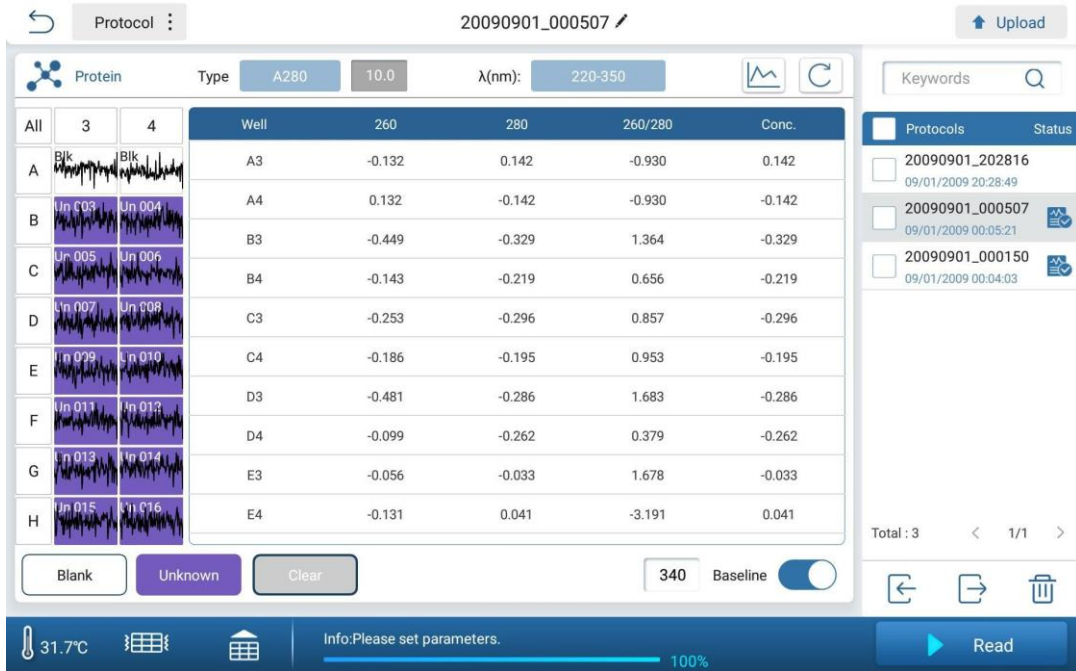 Protocol
20090901_000507
Upload
Protein
Type A280 10.0 λ(nm): 220-350
Keywords
All 3 4
Well 260 280 260/280 Conc.
Protocols Status
A Blk Blk
B Un 003 Un 004
C Un 005 Un 006
D Un 007 Un 008
E Un 009 Un 010
F Un 011 Un 012
G Un 013 Un 014
H Un 015 Un 016
A3 -0.132 0.142 -0.930 0.142
A4 0.132 -0.142 -0.930 -0.142
B3 -0.449 -0.329 1.364 -0.329
B4 -0.143 -0.219 0.656 -0.219
C3 -0.253 -0.296 0.857 -0.296
C4 -0.186 -0.195 0.953 -0.195
D3 -0.481 -0.286 1.683 -0.286
D4 -0.099 -0.262 0.379 -0.262
E3 -0.056 -0.033 1.678 -0.033
E4 -0.131 0.041 -3.191 0.041
20090901_202816
09/01/2009 20:28:49
20090901_000507
09/01/2009 00:05:21
20090901_000150
09/01/2009 00:04:03
Total : 3 < 1/1 >
Blank Unknown Clear 340 Baseline
31.7℃
Info:Please set parameters.
100%
Read